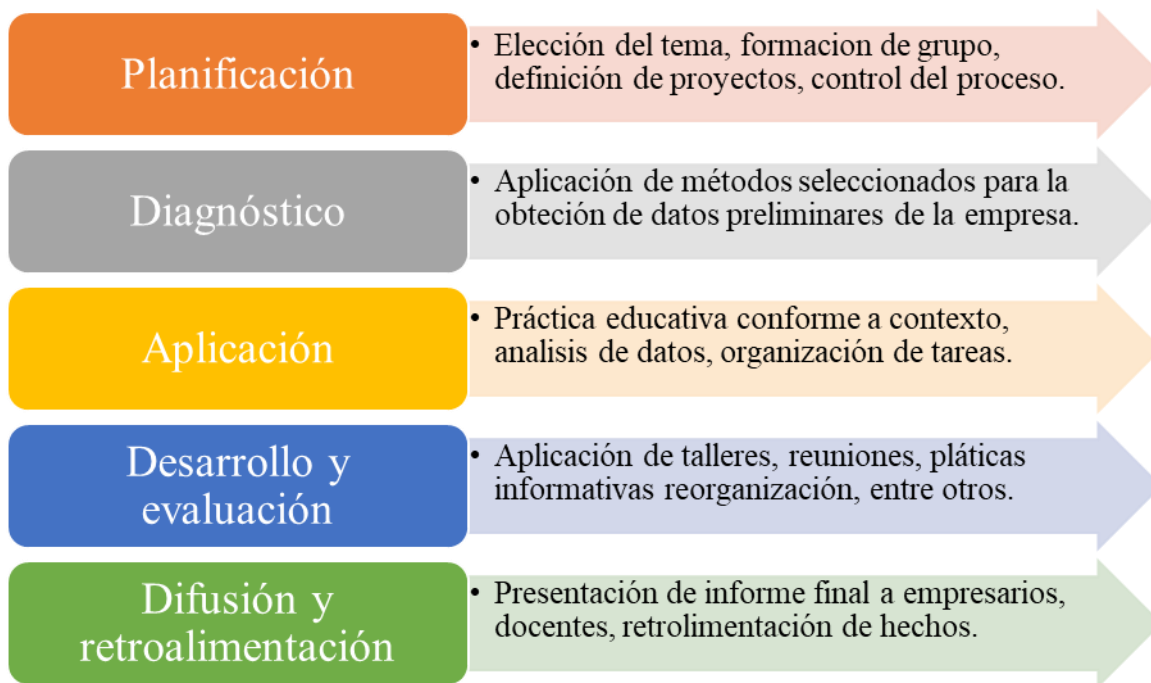 Planificación
• Elección del tema, formacion de grupo,
definición de proyectos, control del proceso.
Diagnóstico
• Aplicación de métodos seleccionados para la
obteción de datos preliminares de la empresa.
Aplicación
• Práctica educativa conforme a contexto,
analisis de datos, organización de tareas.
Desarrollo y
evaluación
• Aplicación de talleres, reuniones, pláticas
informativas reorganización, entre otros.
Difusión y
retroalimentación
• Presentación de informe final a empresarios,
docentes, retrolimentación de hechos.